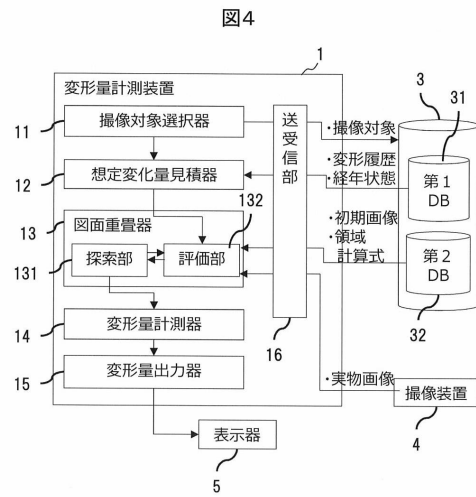 図4
1
変形量計測装置
3
31
11
撮像対象選択器
送受信部
・撮像対象
・変形履歴
・経年状態
第1
DB
12
想定変化量見積器
13
図面重畳器
132
131
探索部
評価部
・初期画像
・領域
計算式
第2
DB
32
14
変形量計測器
16
15
変形量出力器
・実物画像
撮像装置
4
表示器
5